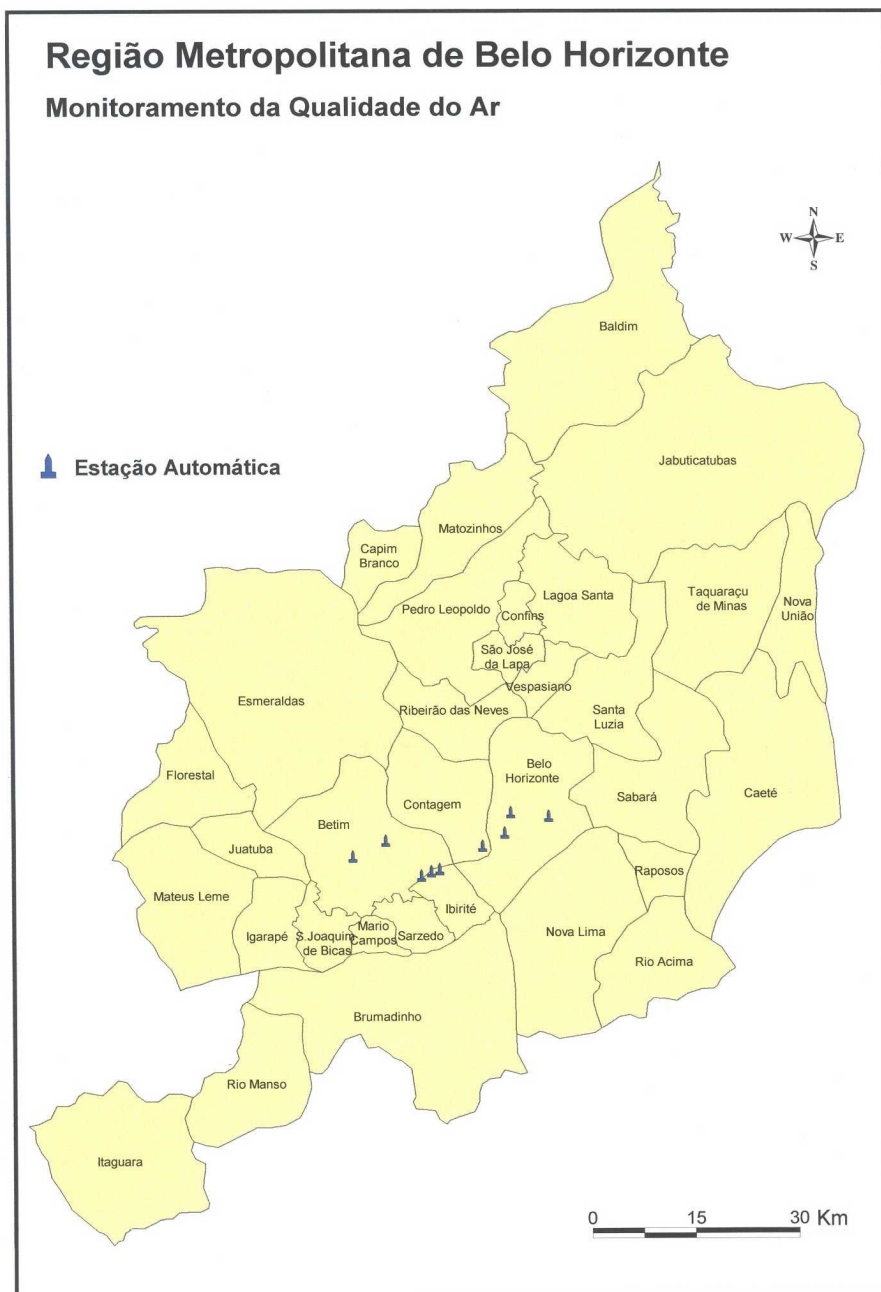 Região Metropolitana de Belo Horizonte
Monitoramento da Qualidade do Ar
N
W E
S
Baldim
Estação Automática
Jabuticatubas
Matozinhos
Capim
Branco
Pedro Leopoldo
Confins
Lagoa Santa
Taquaraçu
de Minas
Nova
União
São José
da Lapa
Vespasiano
Esmeraldas
Ribeirão das Neves
Santa
Luzia
Belo
Horizonte
Florestal
Contagem
Sabará
Caeté
Betim
Juatuba
Mateus Leme
Raposos
Igarapé
S.Joaquim
de Bicas
Mario
Campos
Sarzedo
Ibirité
Nova Lima
Rio Acima
Brumadinho
Rio Manso
Itaguara
0 15 30 Km